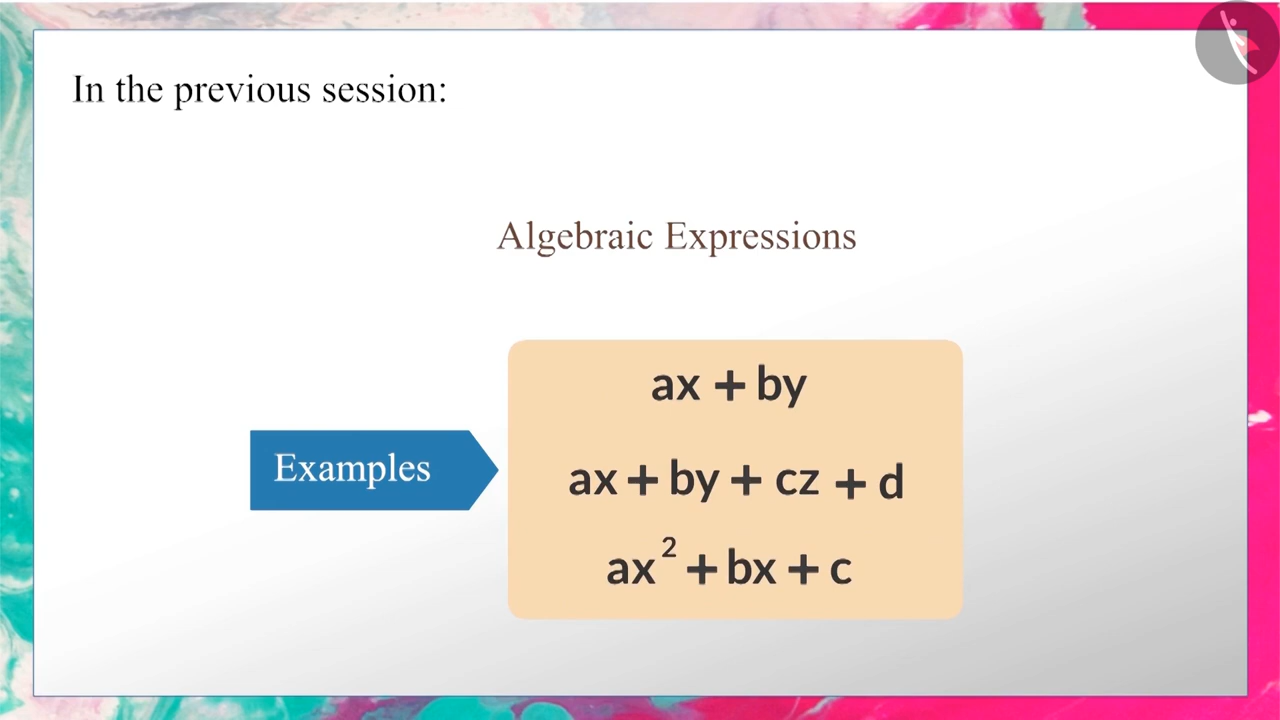 In the previous session:
Algebraic Expressions
ax + by
Examples
ax + by + cz + d
ax² + bx + c